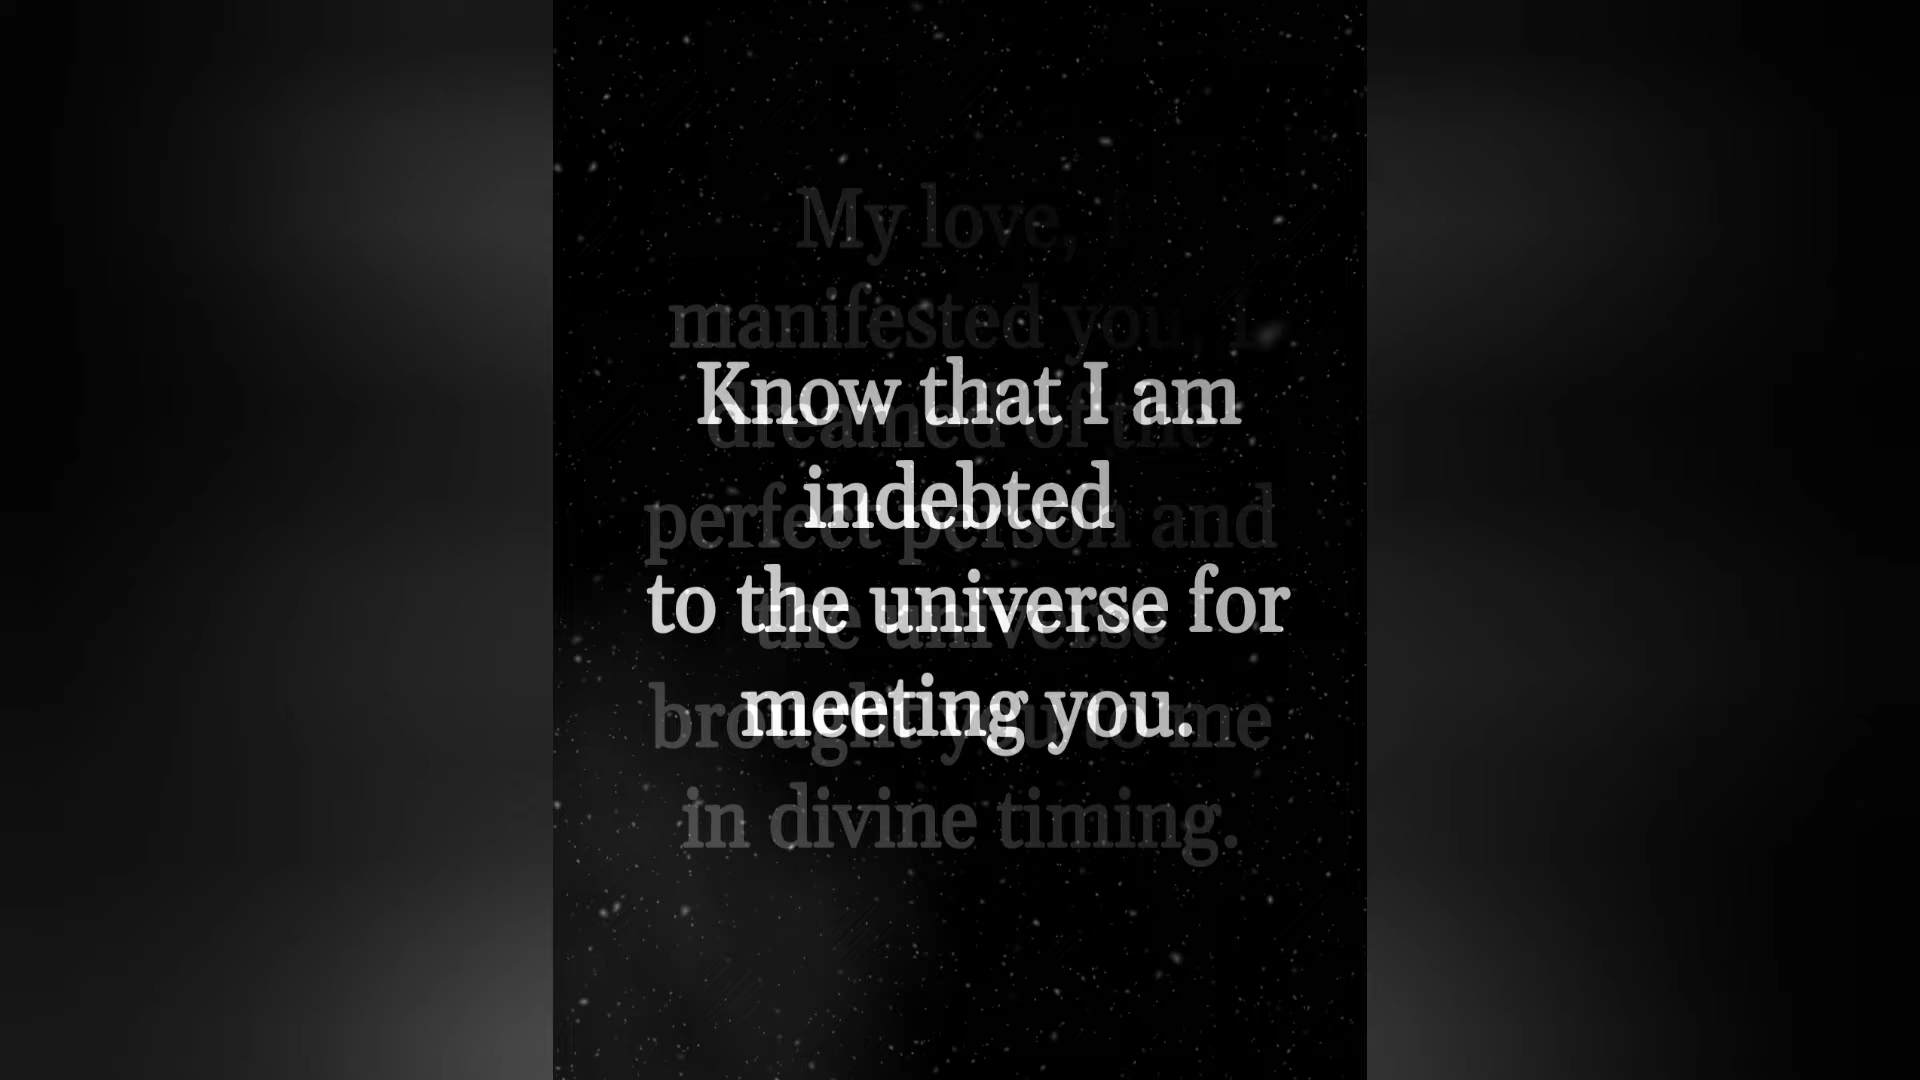 My love, I
manifested you, I
dreamed of the
perfect person and
the universe
brought you to me
in divine timing.
Know that I am
indebted
to the universe for
meeting you.